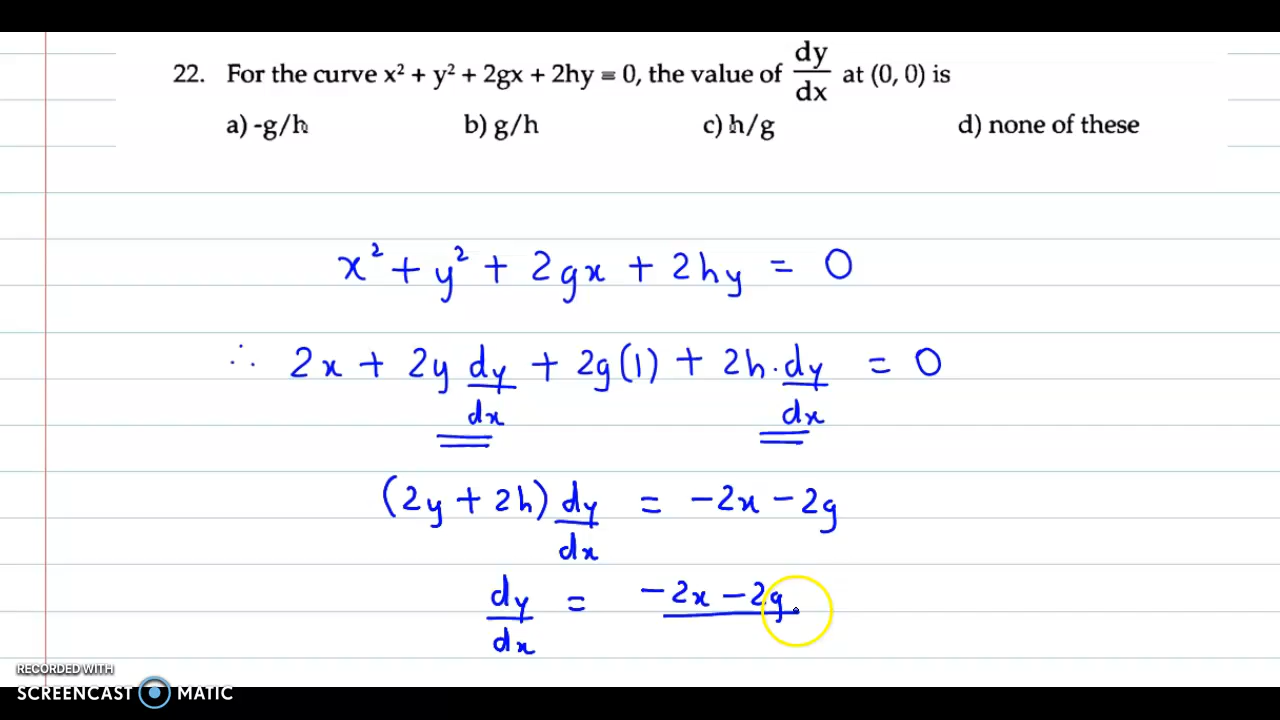 22. For the curve x² + y² + 2gx + 2hy = 0, the value of dy/dx at (0, 0) is
a) -g/h b) g/h c) h/g d) none of these
x² + y² + 2gx + 2hy = 0
∴ 2x + 2y dy/dx + 2g(1) + 2h. dy/dx = 0
(2y + 2h) dy/dx = -2x - 2g
dy/dx = -2x - 2g
RECORDED WITH
SCREENCAST MATIC